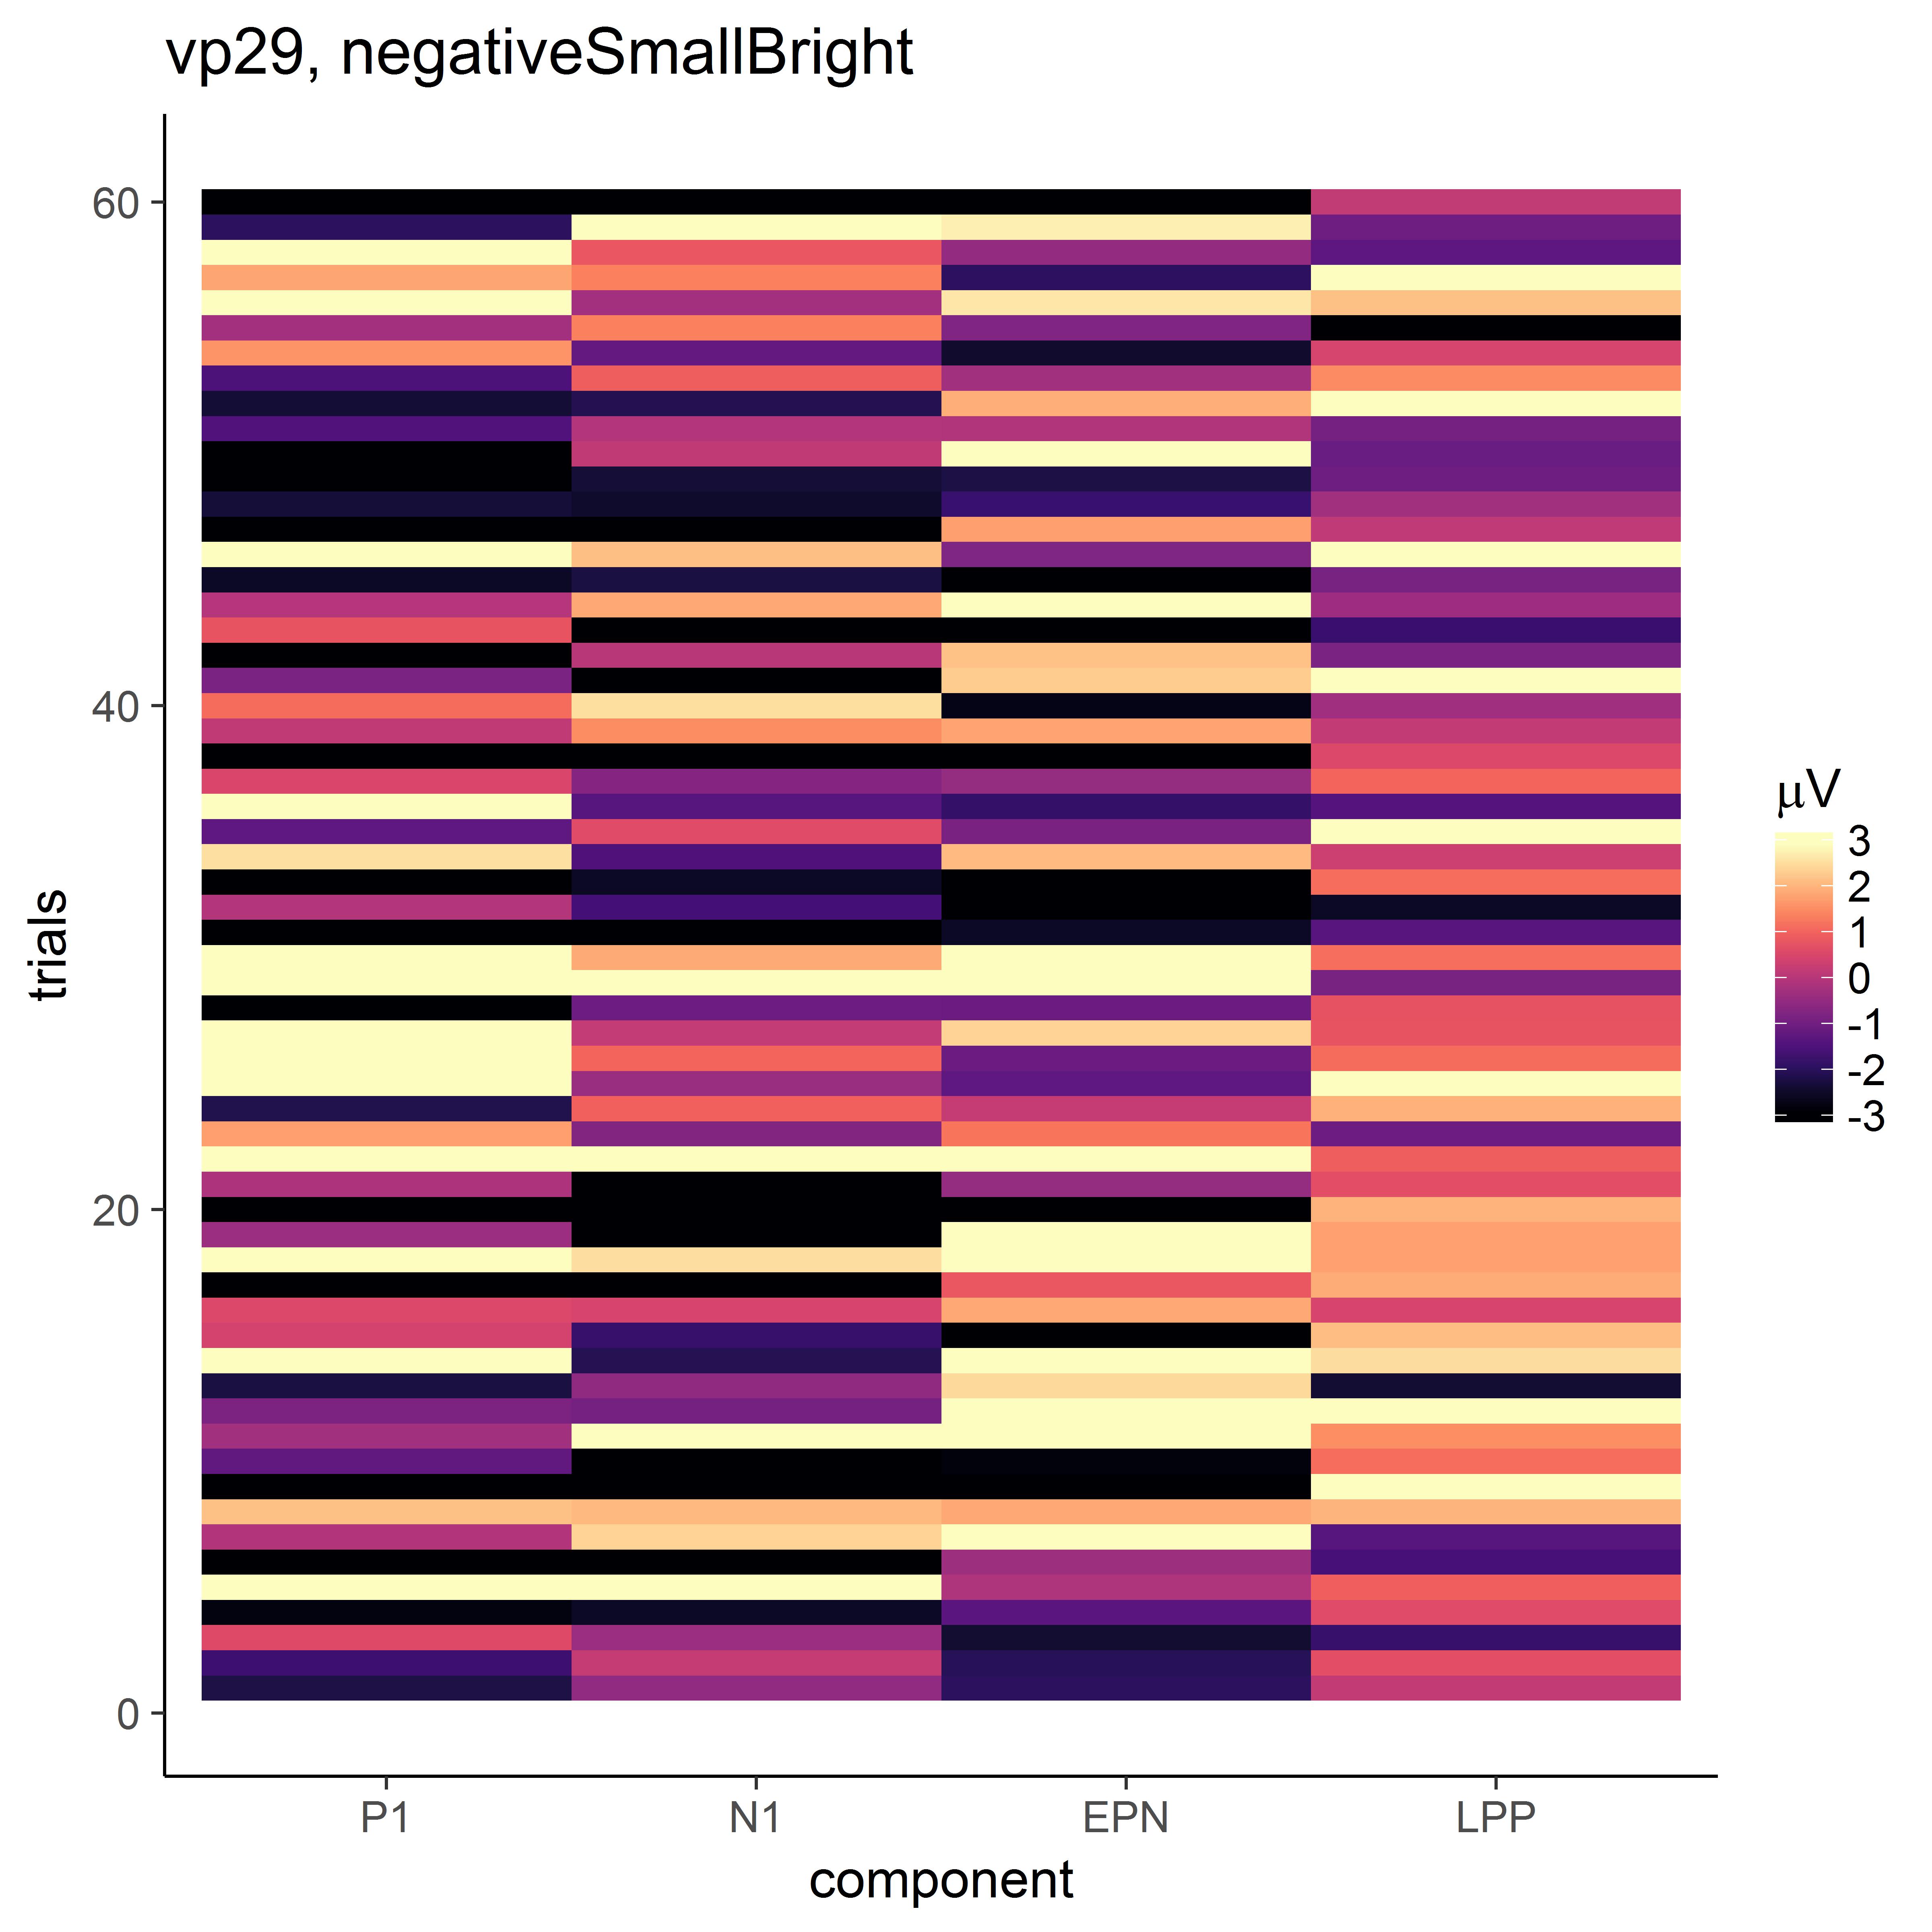 vp29, negativeSmallBright
60
40
20
0
trials
P1 N1 EPN LPP
component
μV
3
2
1
0
-1
-2
-3